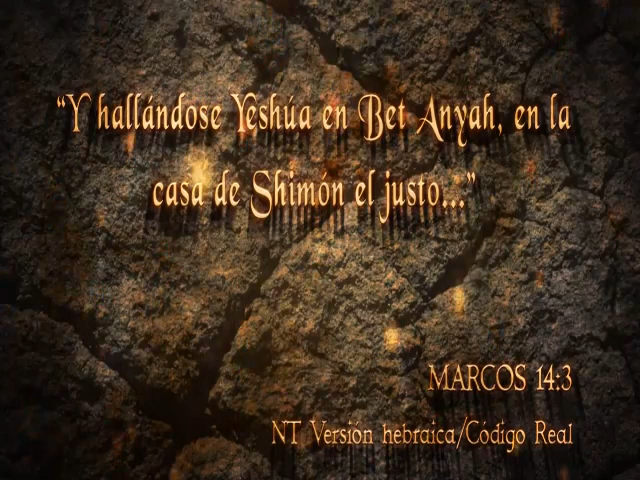 “Y hallándose Yeshúa en Bet Anyah, en la
casa de Shimón el justo...”
MARCOS 14:3
NT Versión hebraica/Código Real